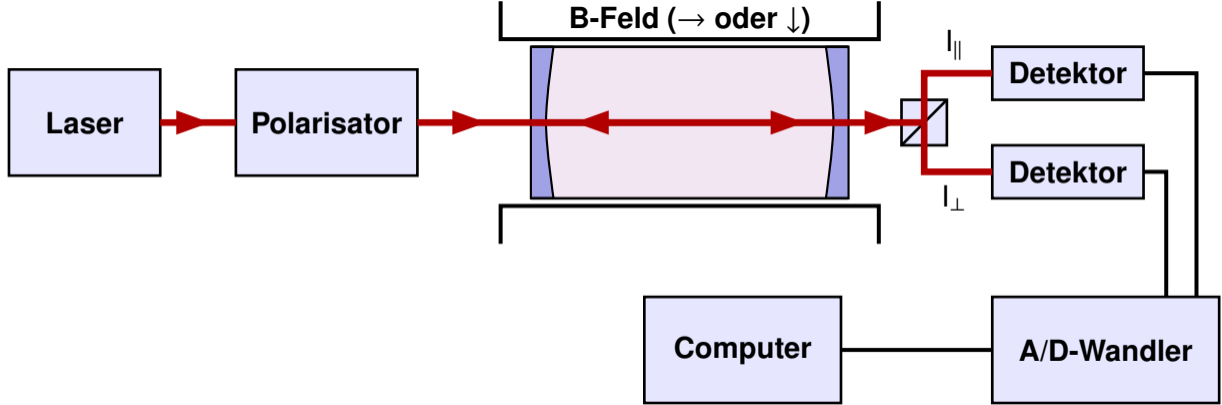 B-Feld (→ oder ↓)
Laser
Polarisator
I∥
Detektor
Detektor
I⊥
Computer
A/D-Wandler